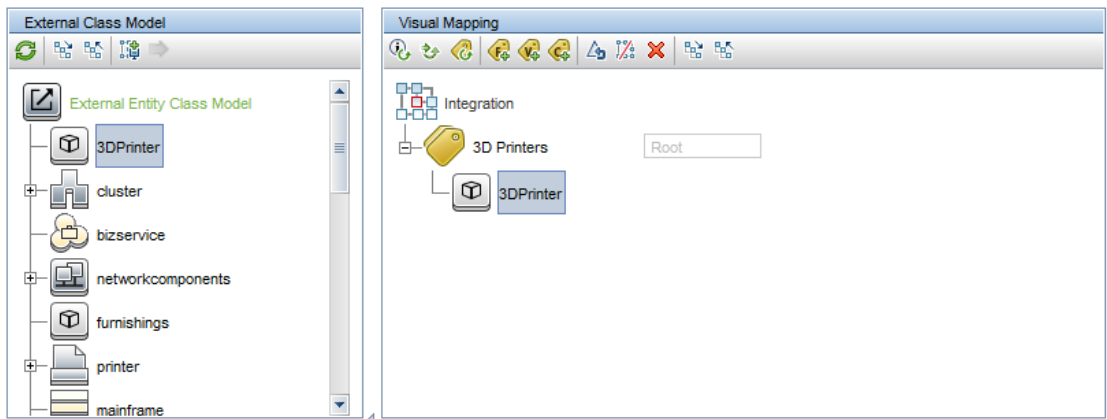 External Class Model
External Entity Class Model
3DPrinter
cluster
bizservice
networkcomponents
furnishings
printer
mainframe
Visual Mapping
Integration
3D Printers
Root
3DPrinter